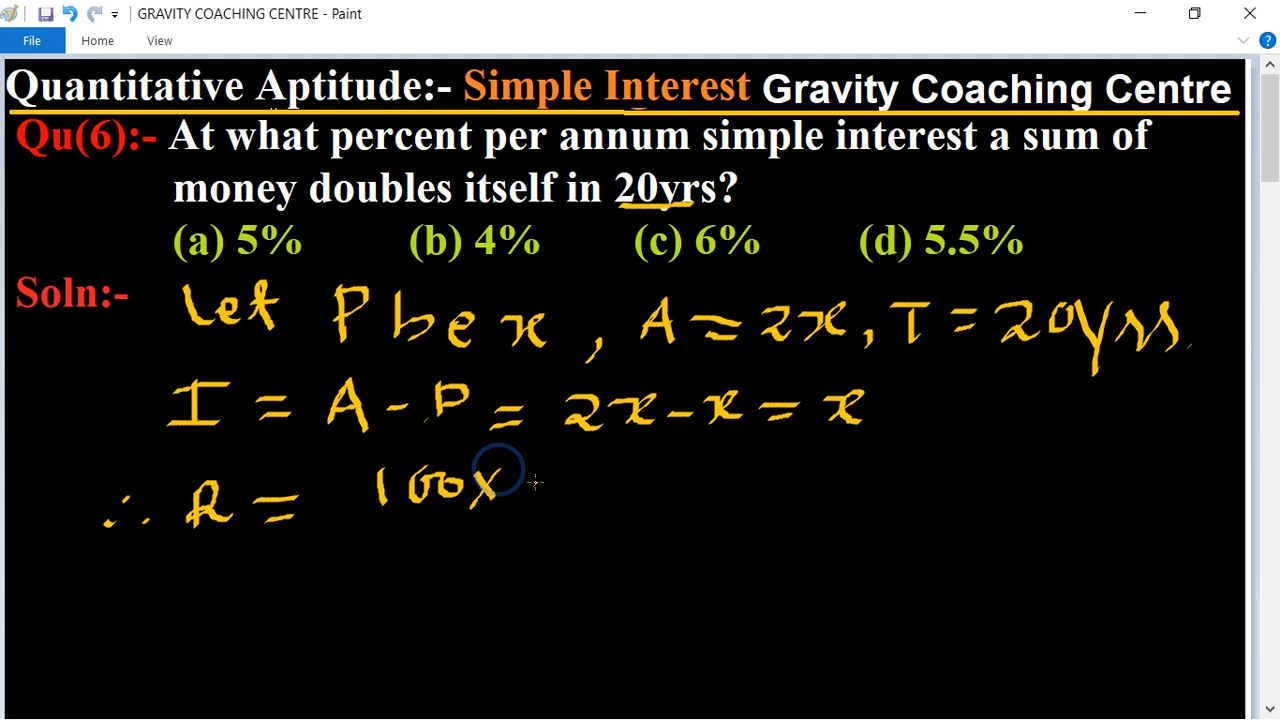 GRAVITY COACHING CENTRE - Paint
File Home View
Quantitative Aptitude:- Simple Interest Gravity Coaching Centre
Qu(6):- At what percent per annum simple interest a sum of
money doubles itself in 20yrs?
(a) 5% (b) 4% (c) 6% (d) 5.5%
Soln:- Let P be x, A = 2x, T = 20yrs.
I = A - P = 2x - x = x
∴ R = 100×